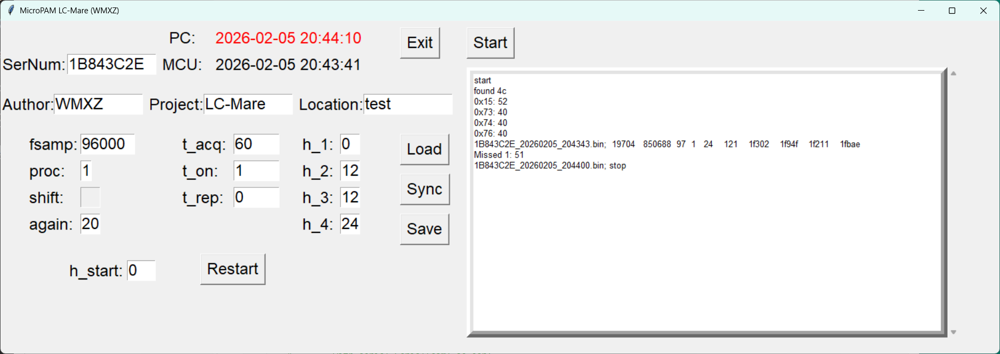 MicroPAM LC-Mare (WMXZ)
PC: 2026-02-05 20:44:10
Exit
Start
SerNum: 1B843C2E MCU: 2026-02-05 20:43:41
Author: WMXZ Project: LC-Mare Location: test
fsamp: 96000 t_acq: 60 h_1: 0
Load
proc: 1 t_on: 1 h_2: 12
Sync
shift: t_rep: 0 h_3: 12
again: 20 h_4: 24
Save
h_start: 0
Restart
start
found 4c
0x15: 52
0x73: 40
0x74: 40
0x76: 40
1B843C2E_20260205_204343.bin; 19704 850688 97 1 24 121 1f302 1f94f 1f211 1fbae
Missed 1: 51
1B843C2E_20260205_204400.bin; stop